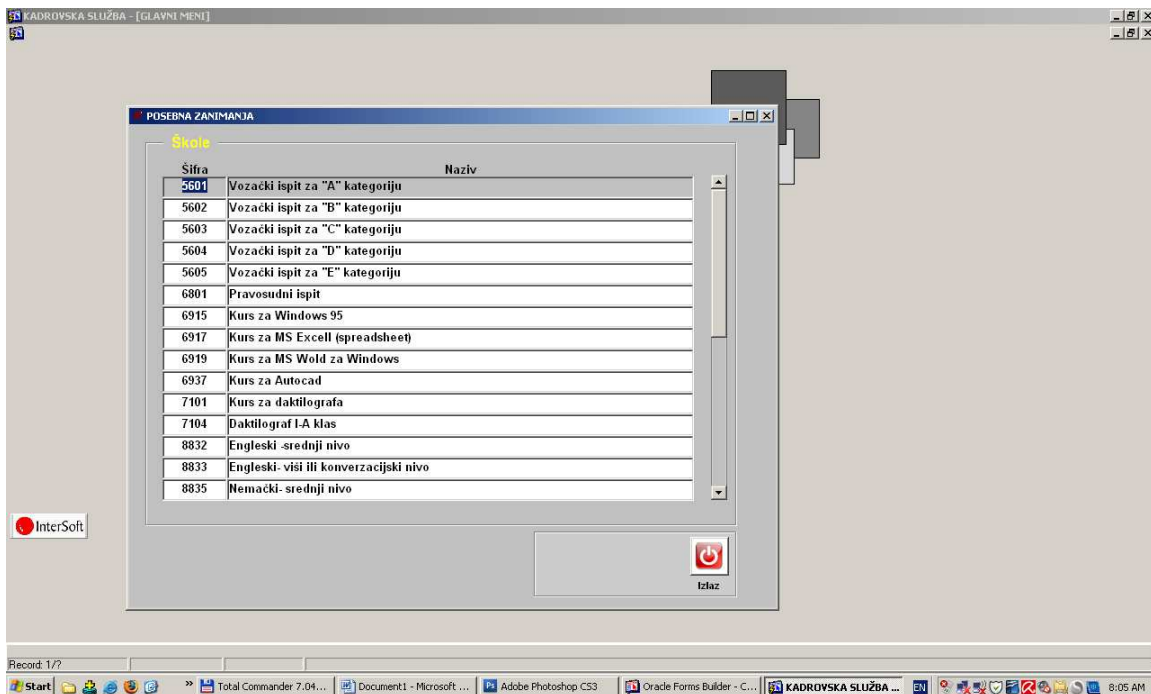 KADROVSKA SLUŽBA - [GLAVNI MENI]
POSEBNA ZANIMANJA
Škole
Šifra Naziv
5601 Vozački ispit za "A" kategoriju
5602 Vozački ispit za "B" kategoriju
5603 Vozački ispit za "C" kategoriju
5604 Vozački ispit za "D" kategoriju
5605 Vozački ispit za "E" kategoriju
6801 Pravosudni ispit
6915 Kurs za Windows 95
6917 Kurs za MS Excell (spreadsheet)
6919 Kurs za MS Wold za Windows
6937 Kurs za Autocad
7101 Kurs za daktilografa
7104 Daktilograf I-A klas
8832 Engleski -srednji nivo
8833 Engleski- viši ili konverzacijski nivo
8835 Nemački- srednji nivo
InterSoft
Izlaz
Record: 1/?
Start » Total Commander 7.04... Document1 - Microsoft ... Adobe Photoshop CS3 Oracle Forms Builder - C... KADROVSKA SLUŽBA ... EN 8:05 AM